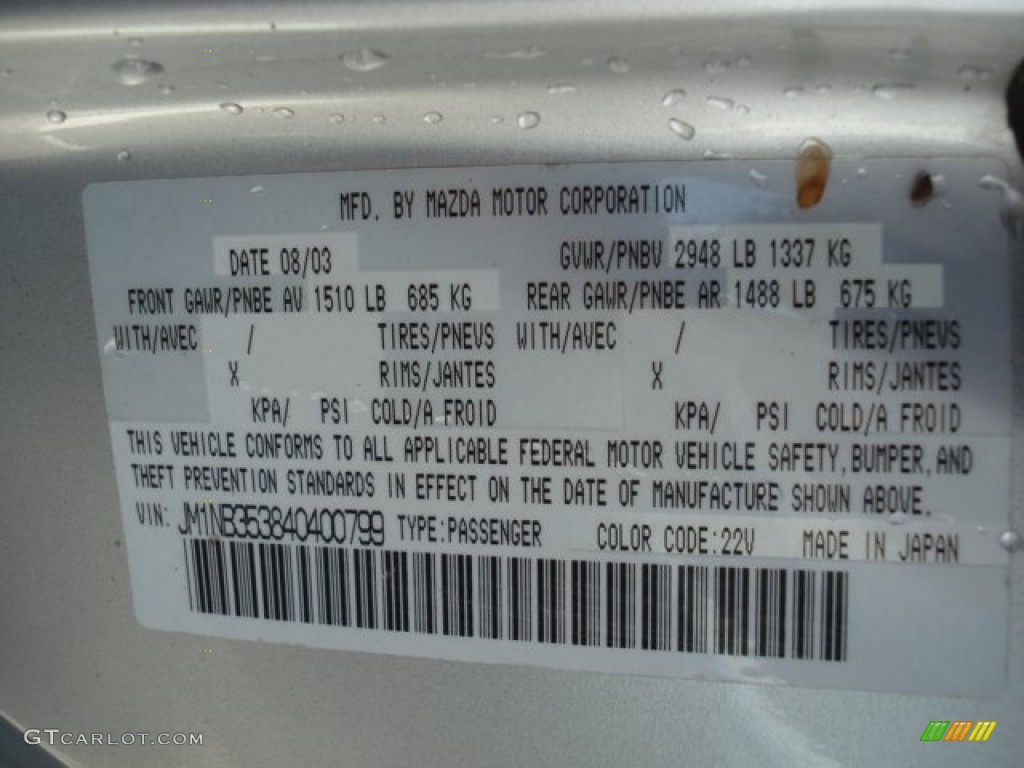 MFD. BY MAZDA MOTOR CORPORATION
DATE 08/03 GVWR/PNBV 2948 LB 1337 KG
FRONT GAWR/PNBE AV 1510 LB 685 KG REAR GAWR/PNBE AR 1488 LB 675 KG
WITH/AVEC / TIRES/PNEUS WITH/AVEC / TIRES/PNEUS
X RIMS/JANTES X RIMS/JANTES
KPA/ PSI COLD/A FROID KPA/ PSI COLD/A FROID
THIS VEHICLE CONFORMS TO ALL APPLICABLE FEDERAL MOTOR VEHICLE SAFETY, BUMPER, AND
THEFT PREVENTION STANDARDS IN EFFECT ON THE DATE OF MANUFACTURE SHOWN ABOVE.
VIN: JM1NB353840400799 TYPE:PASSENGER COLOR CODE:22V MADE IN JAPAN
GTCARLOT.COM